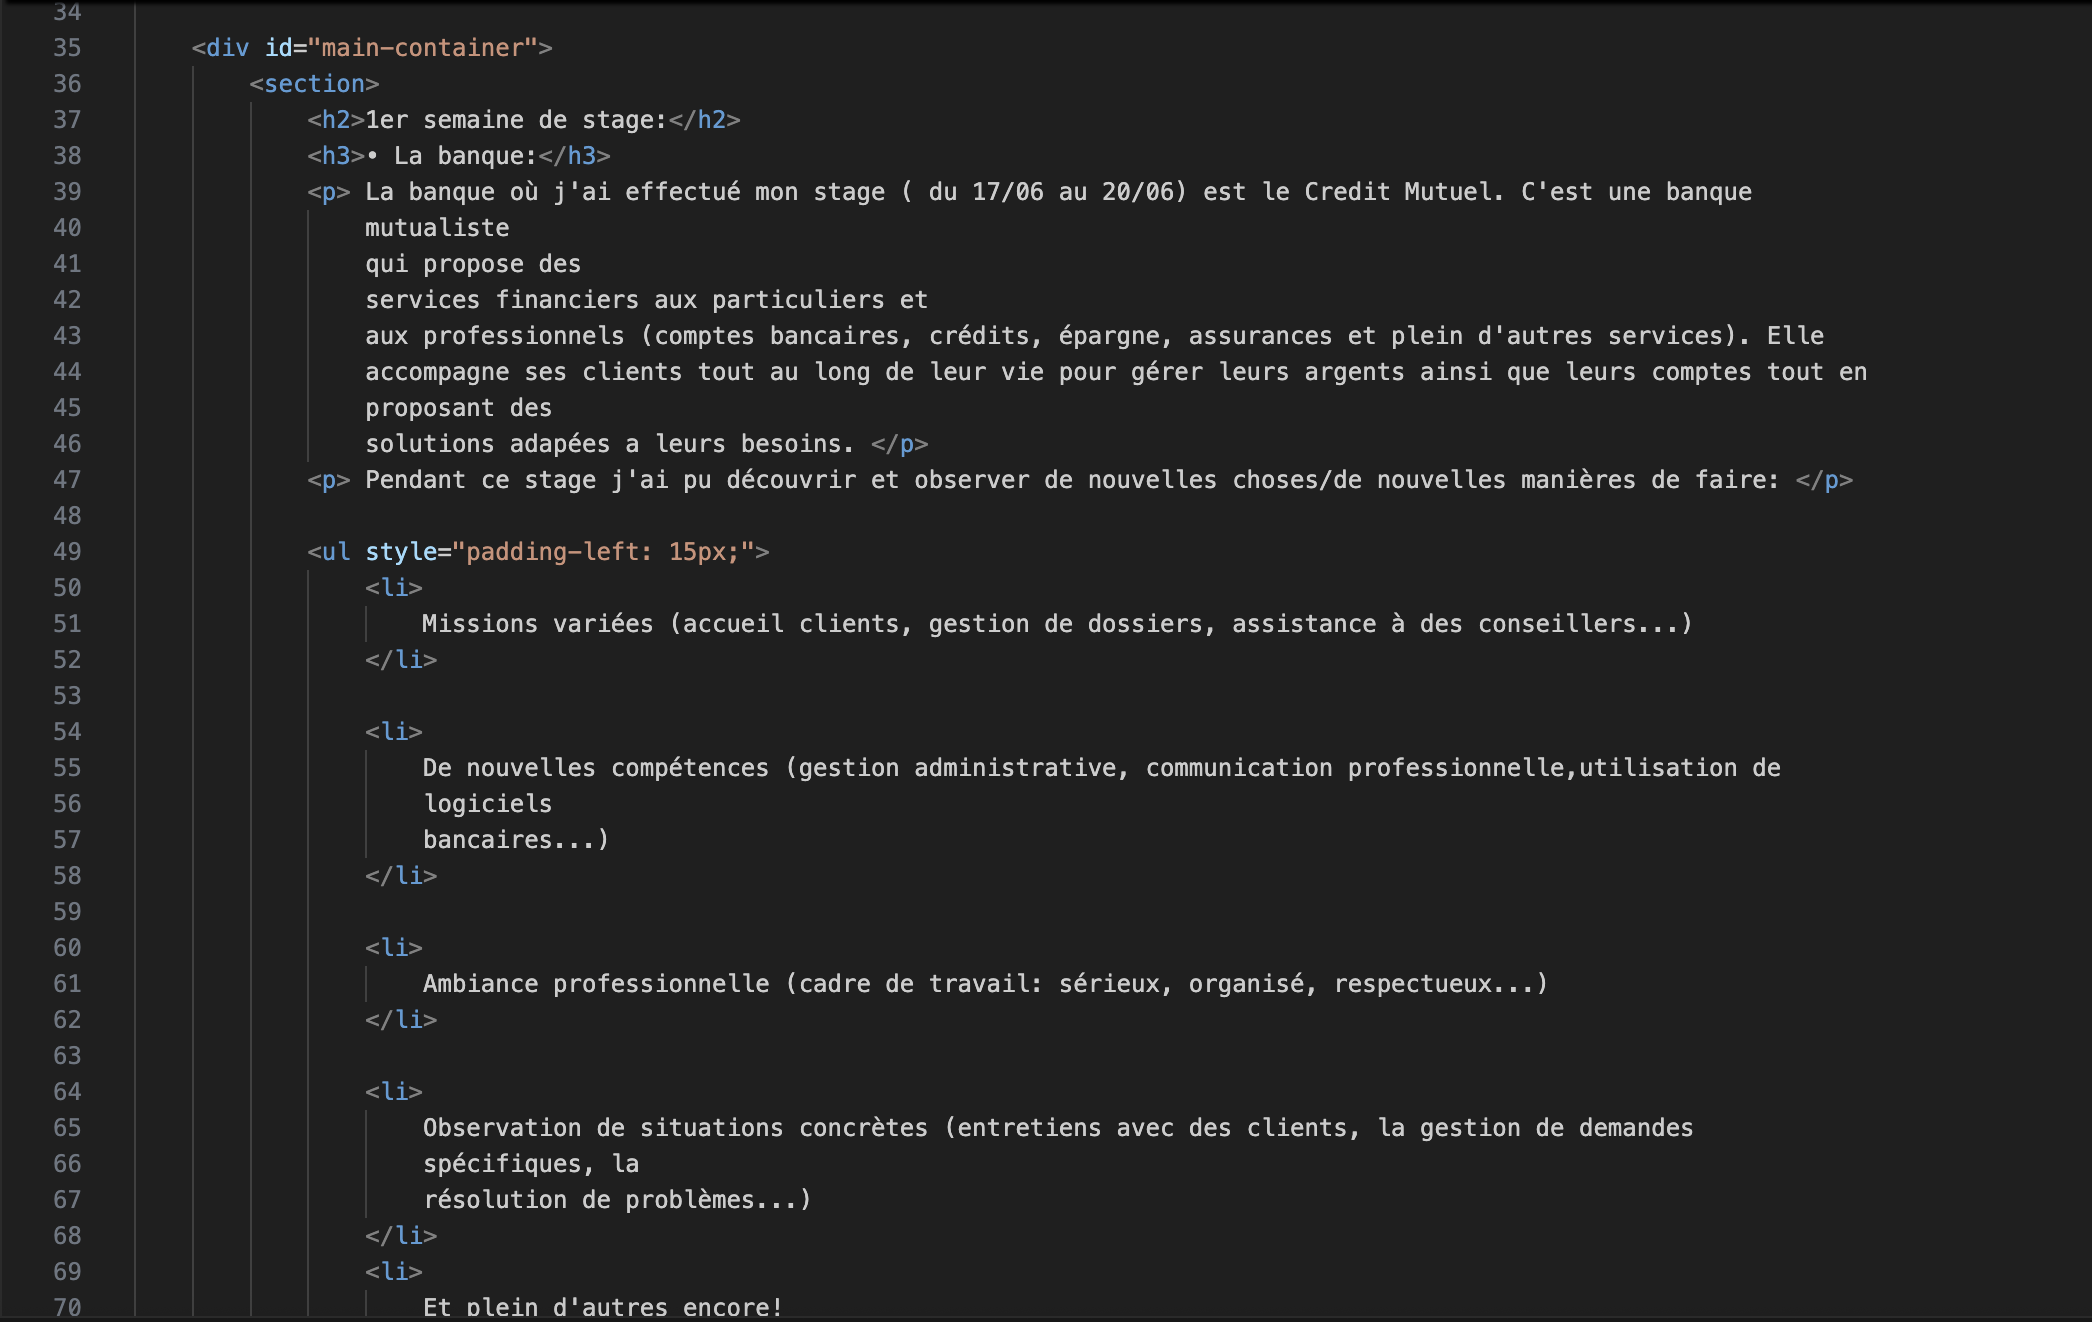 34
35 <div id="main-container">
36 <section>
37 <h2>1er semaine de stage:</h2>
38 <h3>• La banque:</h3>
39 <p> La banque où j'ai effectué mon stage ( du 17/06 au 20/06) est le Credit Mutuel. C'est une banque
40 mutualiste
41 qui propose des
42 services financiers aux particuliers et
43 aux professionnels (comptes bancaires, crédits, épargne, assurances et plein d'autres services). Elle
44 accompagne ses clients tout au long de leur vie pour gérer leurs argents ainsi que leurs comptes tout en
45 proposant des
46 solutions adapées a leurs besoins. </p>
47 <p> Pendant ce stage j'ai pu découvrir et observer de nouvelles choses/de nouvelles manières de faire: </p>
48
49 <ul style="padding-left: 15px;">
50 <li>
51 Missions variées (accueil clients, gestion de dossiers, assistance à des conseillers...)
52 </li>
53
54 <li>
55 De nouvelles compétences (gestion administrative, communication professionnelle,utilisation de
56 logiciels
57 bancaires...)
58 </li>
59
60 <li>
61 Ambiance professionnelle (cadre de travail: sérieux, organisé, respectueux...)
62 </li>
63
64 <li>
65 Observation de situations concrètes (entretiens avec des clients, la gestion de demandes
66 spécifiques, la
67 résolution de problèmes...)
68 </li>
69 <li>
70 Et plein d'autres encore!